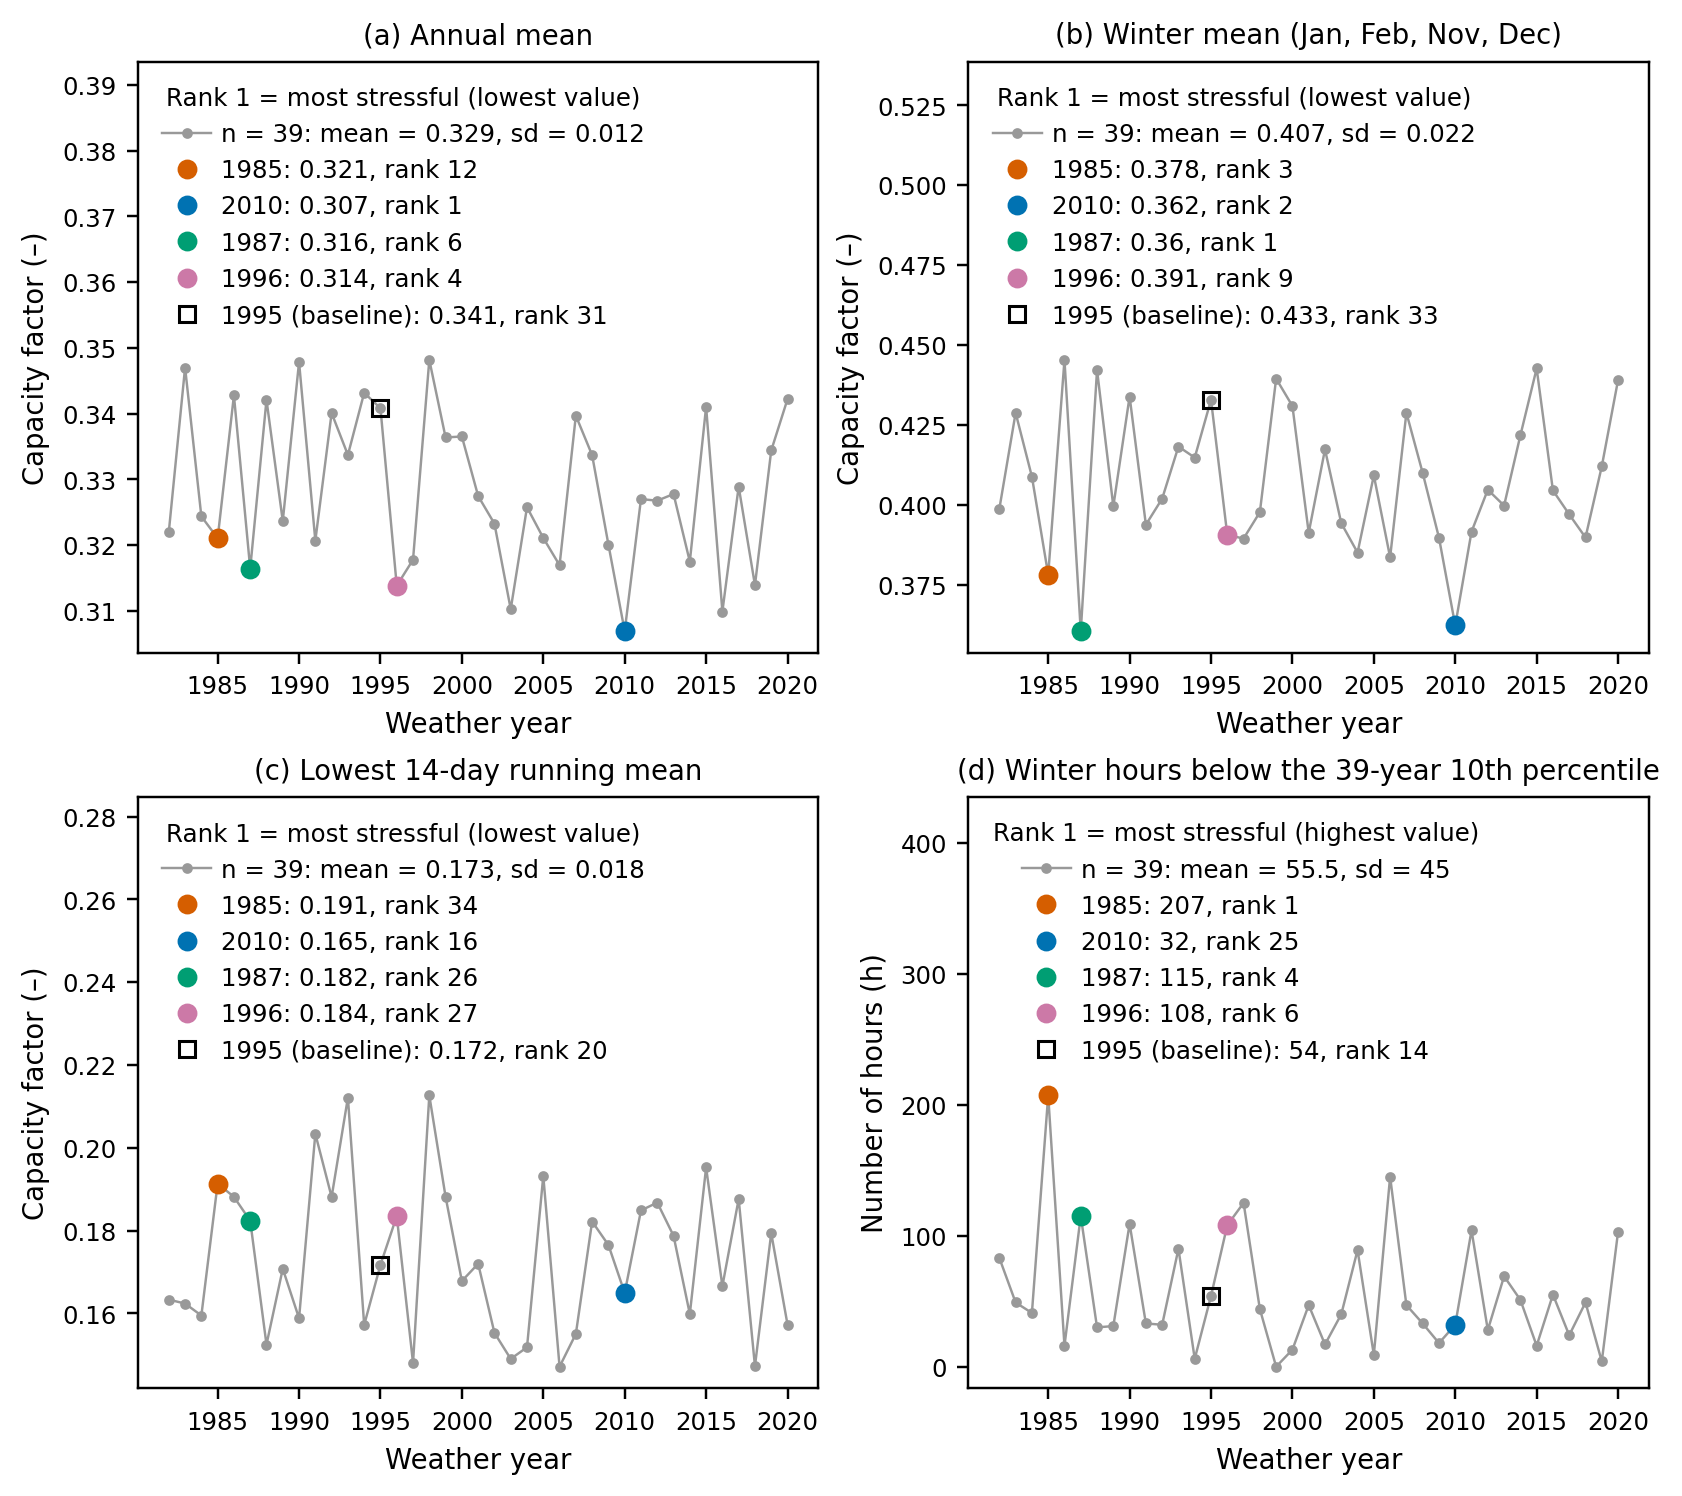 (a) Annual mean
Capacity factor (–)
0.39
0.38
0.37
0.36
0.35
0.34
0.33
0.32
0.31
Rank 1 = most stressful (lowest value)
n = 39: mean = 0.329, sd = 0.012
1985: 0.321, rank 12
2010: 0.307, rank 1
1987: 0.316, rank 6
1996: 0.314, rank 4
1995 (baseline): 0.341, rank 31
1985 1990 1995 2000 2005 2010 2015 2020
Weather year
(b) Winter mean (Jan, Feb, Nov, Dec)
Capacity factor (–)
0.525
0.500
0.475
0.450
0.425
0.400
0.375
Rank 1 = most stressful (lowest value)
n = 39: mean = 0.407, sd = 0.022
1985: 0.378, rank 3
2010: 0.362, rank 2
1987: 0.36, rank 1
1996: 0.391, rank 9
1995 (baseline): 0.433, rank 33
1985 1990 1995 2000 2005 2010 2015 2020
Weather year
(c) Lowest 14-day running mean
Capacity factor (–)
0.28
0.26
0.24
0.22
0.20
0.18
0.16
Rank 1 = most stressful (lowest value)
n = 39: mean = 0.173, sd = 0.018
1985: 0.191, rank 34
2010: 0.165, rank 16
1987: 0.182, rank 26
1996: 0.184, rank 27
1995 (baseline): 0.172, rank 20
1985 1990 1995 2000 2005 2010 2015 2020
Weather year
(d) Winter hours below the 39-year 10th percentile
Number of hours (h)
400
300
200
100
0
Rank 1 = most stressful (highest value)
n = 39: mean = 55.5, sd = 45
1985: 207, rank 1
2010: 32, rank 25
1987: 115, rank 4
1996: 108, rank 6
1995 (baseline): 54, rank 14
1985 1990 1995 2000 2005 2010 2015 2020
Weather year